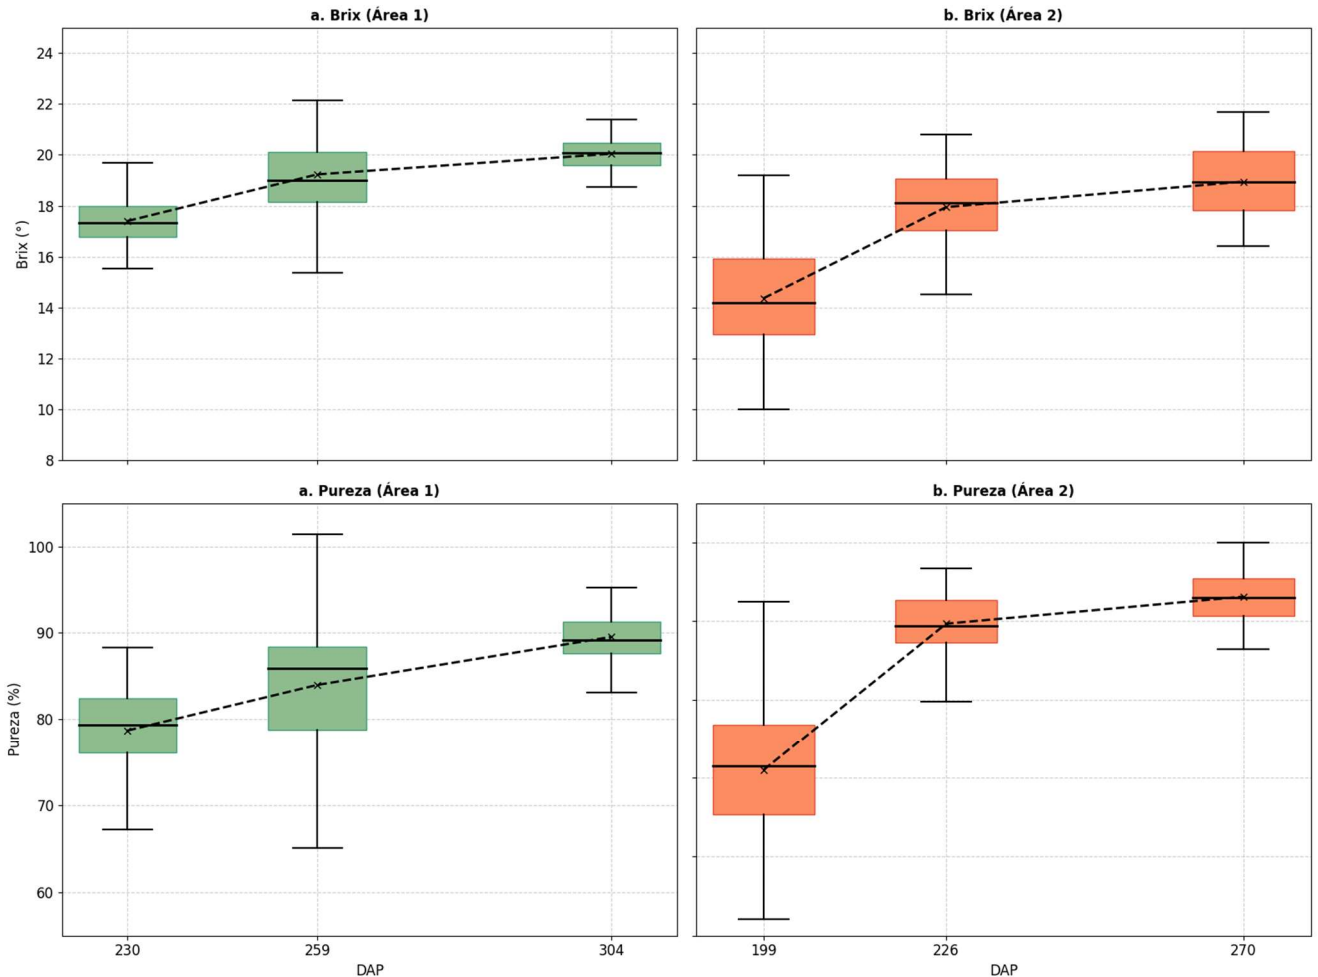 a. Brix (Área 1)
b. Brix (Área 2)
Brix (°)
24
22
20
18
16
14
12
10
8
a. Pureza (Área 1)
b. Pureza (Área 2)
Pureza (%)
100
90
80
70
60
230
259
304
199
226
270
DAP
DAP